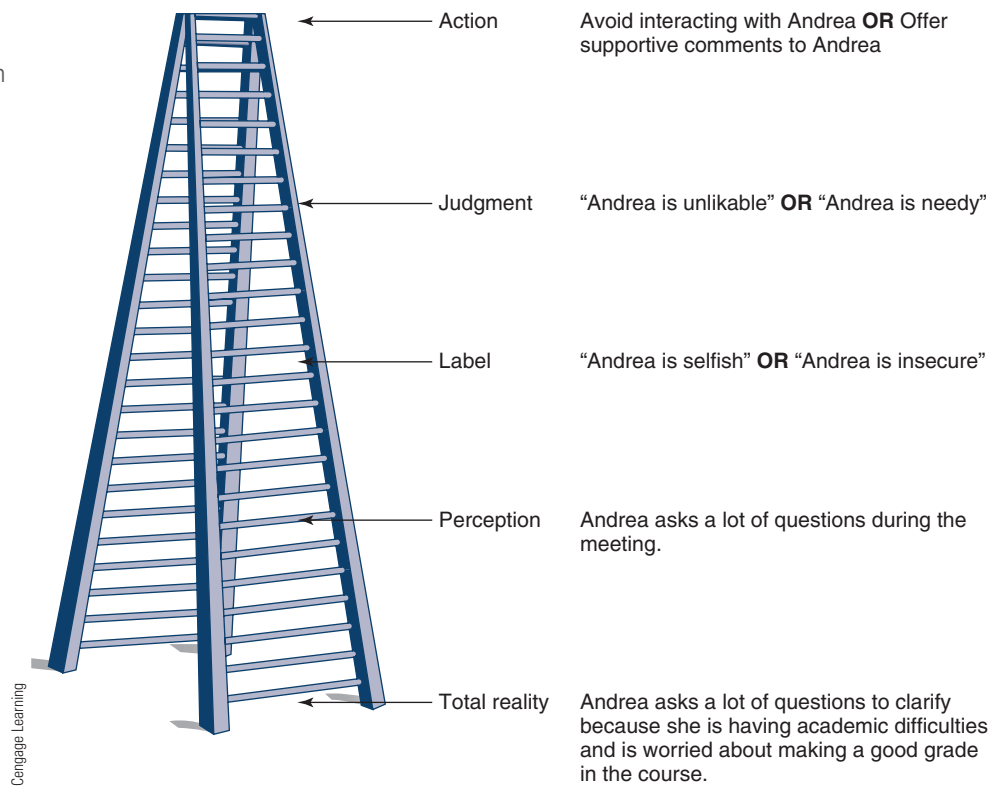 Action
Avoid interacting with Andrea OR Offer
supportive comments to Andrea
n
Judgment
“Andrea is unlikable” OR “Andrea is needy”
Label
“Andrea is selfish” OR “Andrea is insecure”
Perception
Andrea asks a lot of questions during the
meeting.
Total reality
Andrea asks a lot of questions to clarify
because she is having academic difficulties
and is worried about making a good grade
in the course.
Cengage Learning